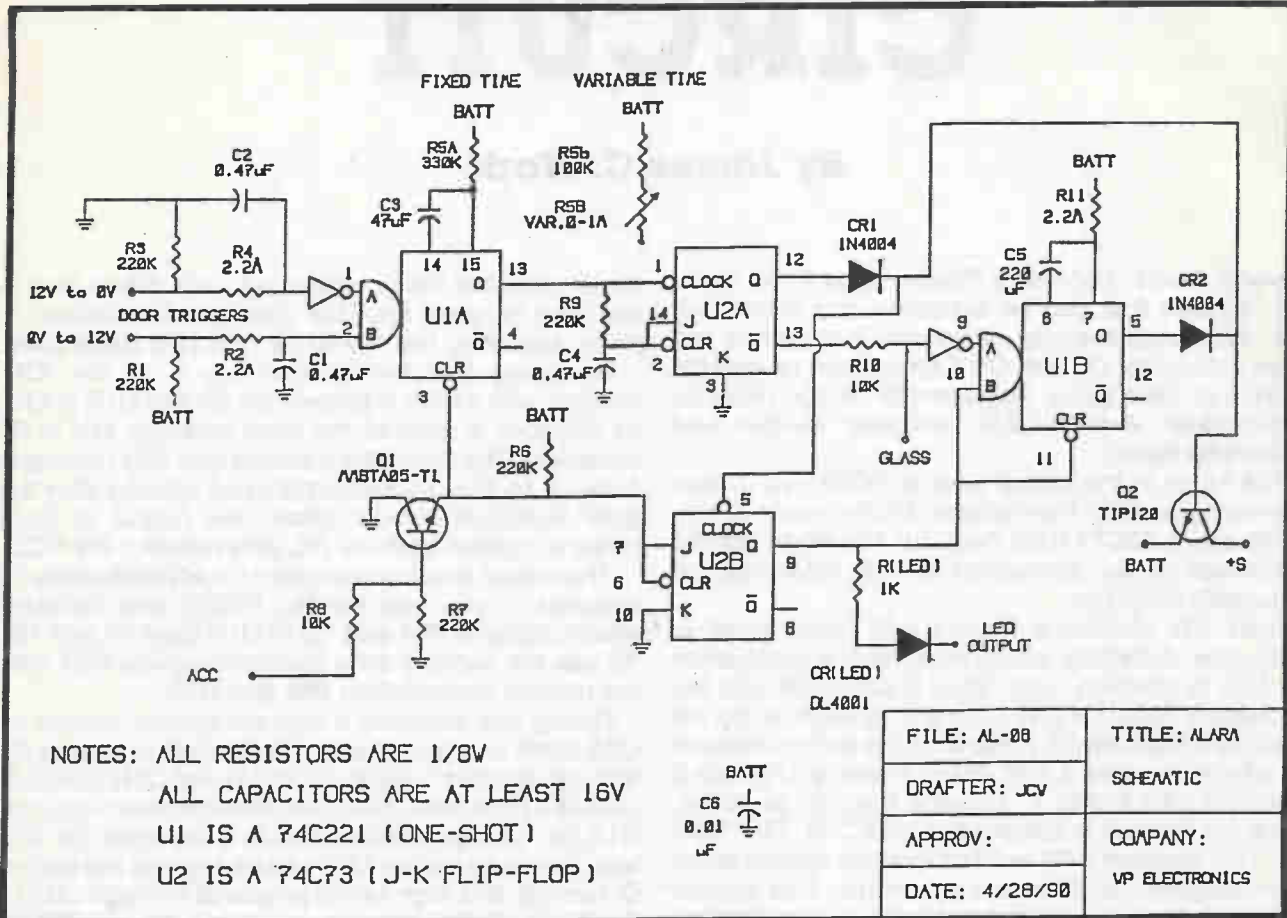 FIXED TIME
VARIABLE TIME
BATT
BATT
R5A
330K
R5b
100K
R5B
VAR.0-1M
C2
0.47uF
C3
47uF
R3
220K
R4
2.2M
12V to 0V
DOOR TRIGGERS
0V to 12V
R1
220K
BATT
R2
2.2M
C1
0.47uF
1
2
A
B
14
15
Q
13
U1A
Q
4
CLR
3
R9
220K
C4
0.47uF
1
CLOCK
Q
12
14
J
U2A
CLR
Q
13
2
K
3
CR1
1N4004
R10
10K
GLASS
9
10
A
B
BATT
R11
2.2M
C5
220
uF
6
7
Q
5
U1B
Q
12
CLR
11
CR2
1N4004
Q2
TIP120
BATT
+S
BATT
R6
220K
Q1
MMBTA05-T1
R8
10K
R7
220K
ACC
5
CLOCK
7
J
Q
9
U2B
6
CLR
10
K
Q
8
R(LED)
1K
LED
OUTPUT
CR(LED)
DL4001
NOTES: ALL RESISTORS ARE 1/8W
ALL CAPACITORS ARE AT LEAST 16V
U1 IS A 74C221 (ONE-SHOT)
U2 IS A 74C73 (J-K FLIP-FLOP)
BATT
C6
0.01
uF
FILE: AL-08
TITLE: ALARM
SCHEMATIC
DRAFTER: JCV
APPROV:
COMPANY:
VP ELECTRONICS
DATE: 4/28/90